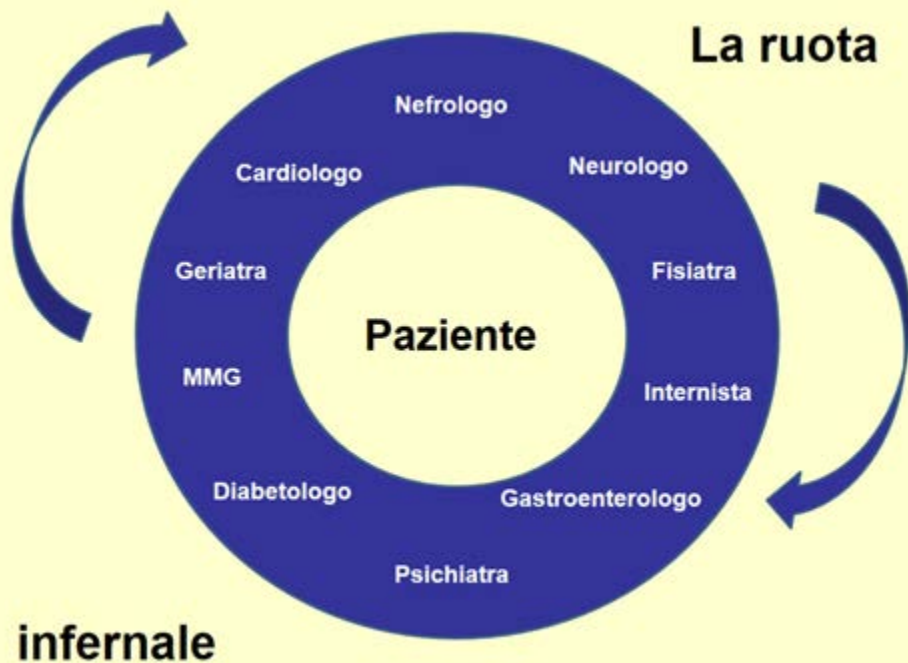 La ruota
Nefrologo
Neurologo
Cardiologo
Geriatra
Fisiatra
Paziente
MMG
Internista
Diabetologo
Gastroenterologo
Psichiatra
infernale